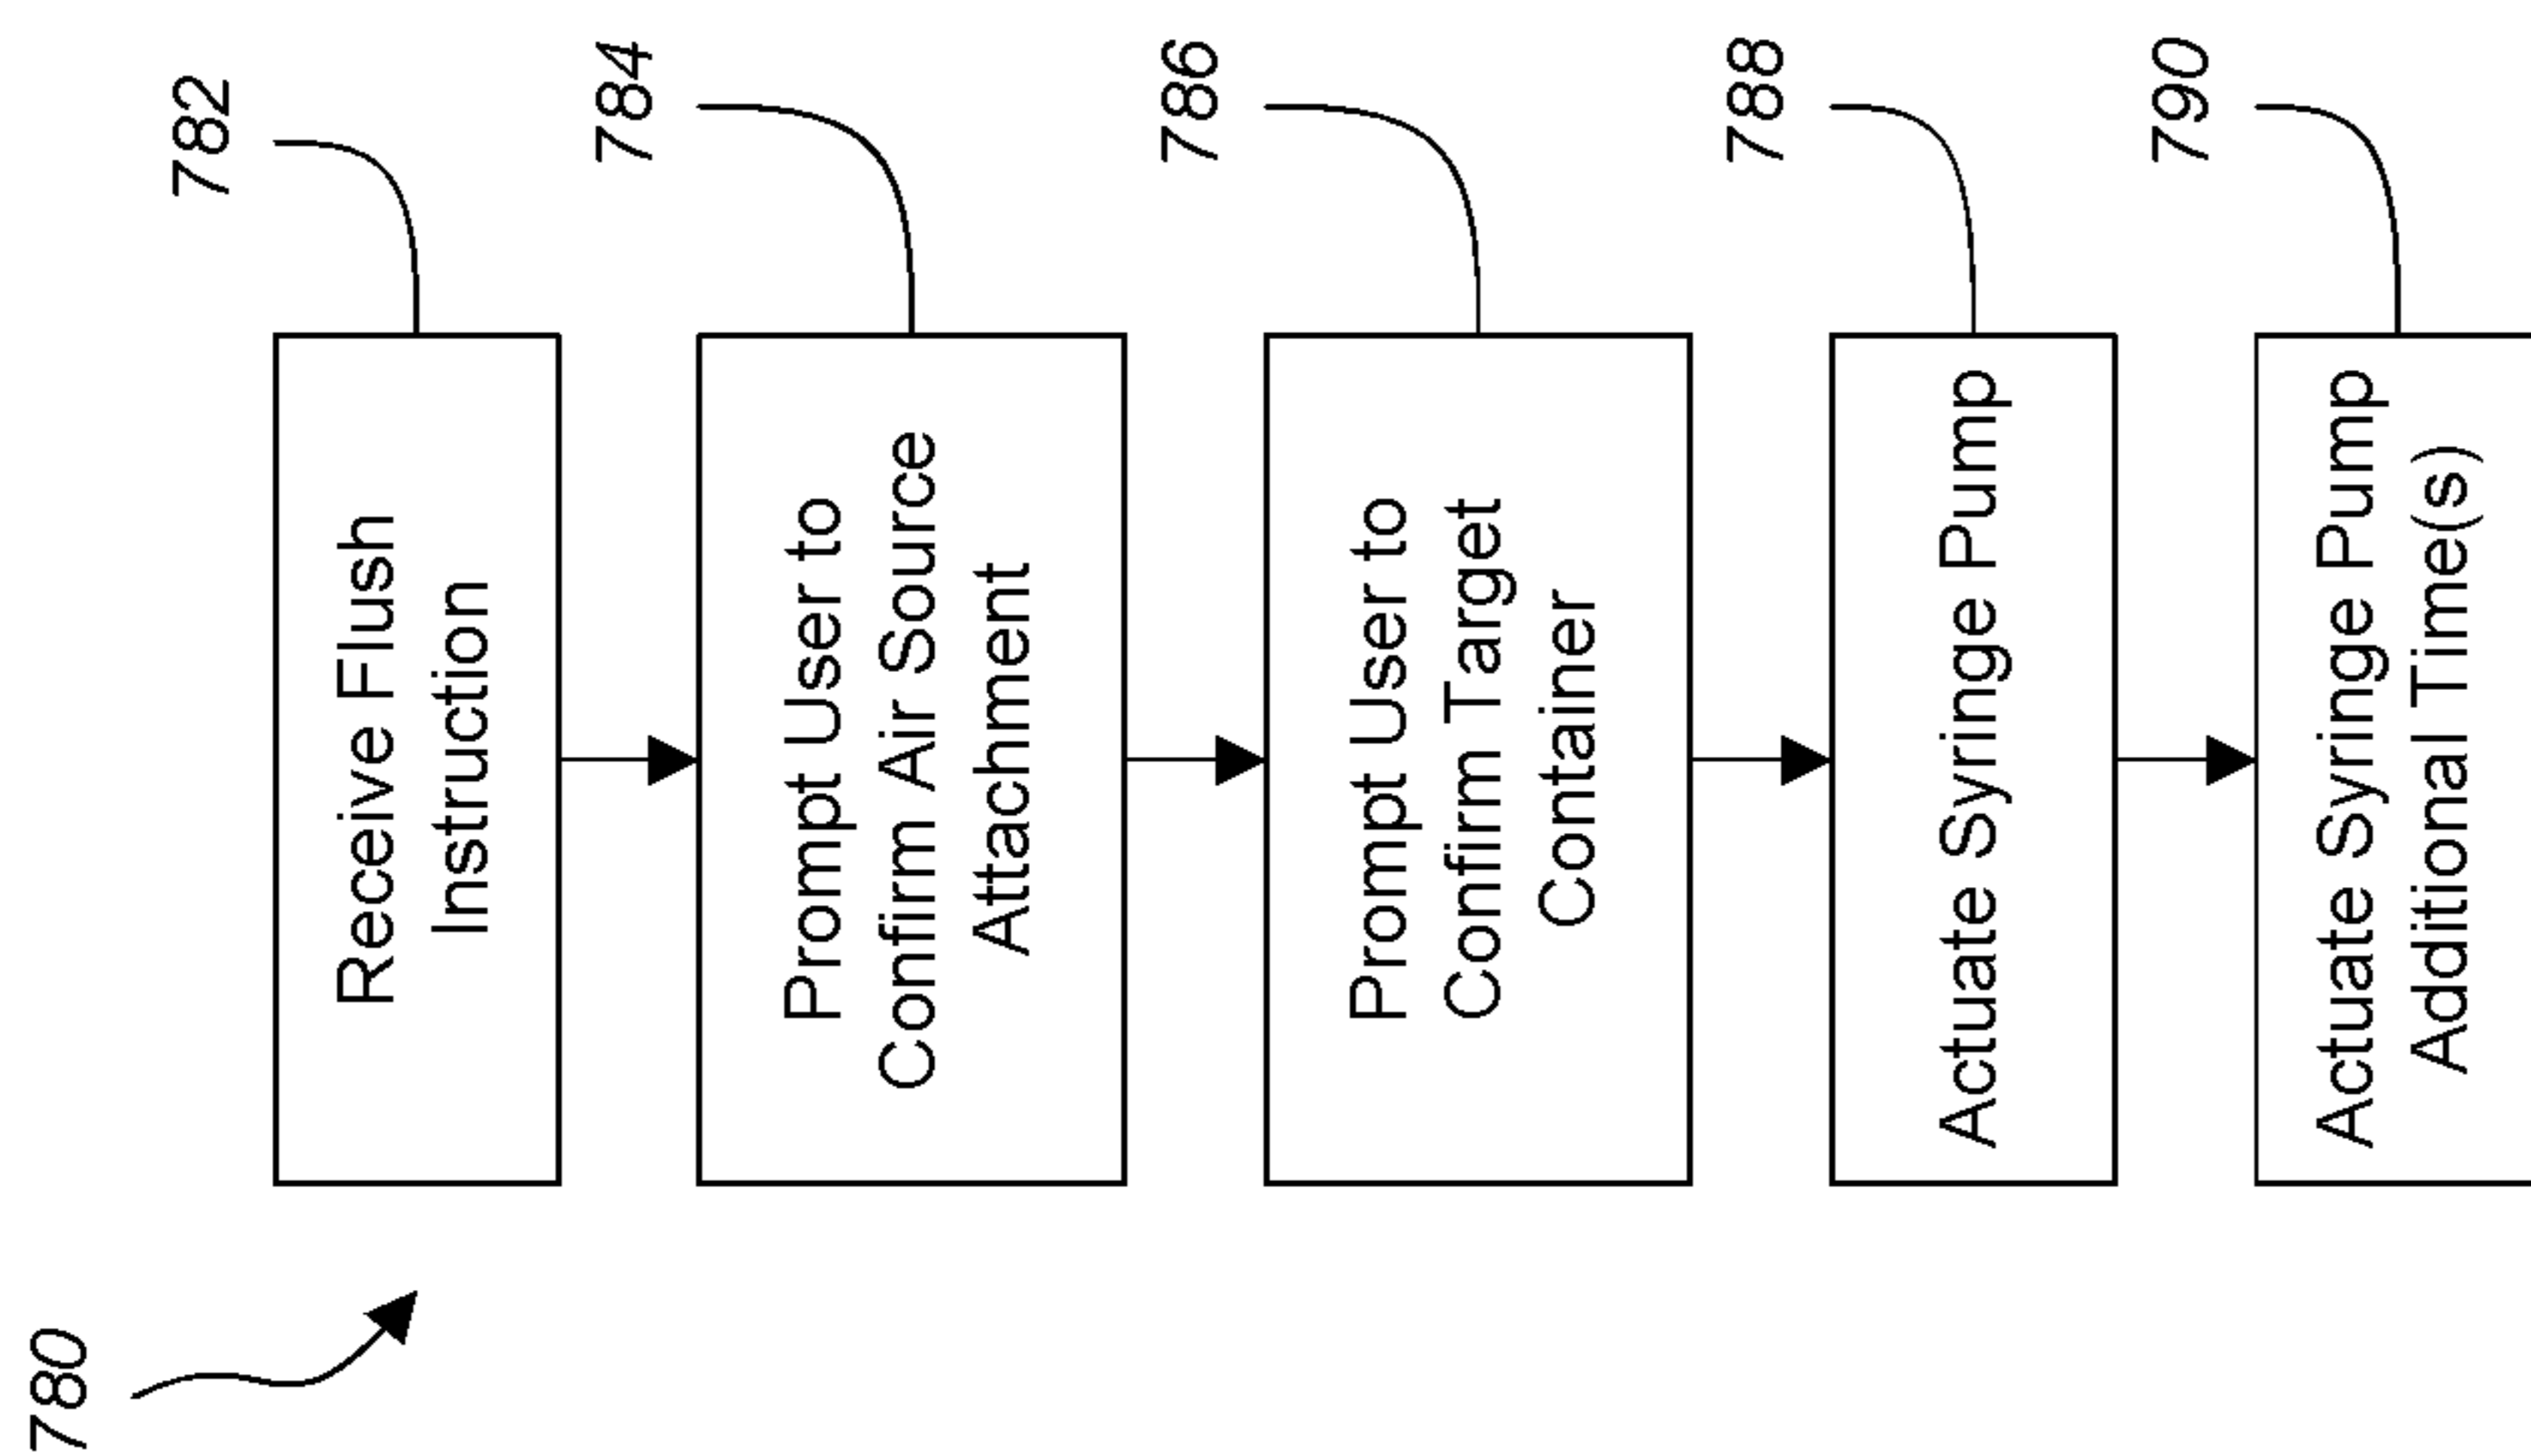 780
782
Receive Flush
Instruction
784
Prompt User to
Confirm Air Source
Attachment
786
Prompt User to
Confirm Target
Container
788
Actuate Syringe Pump
790
Actuate Syringe Pump
Additional Time(s)